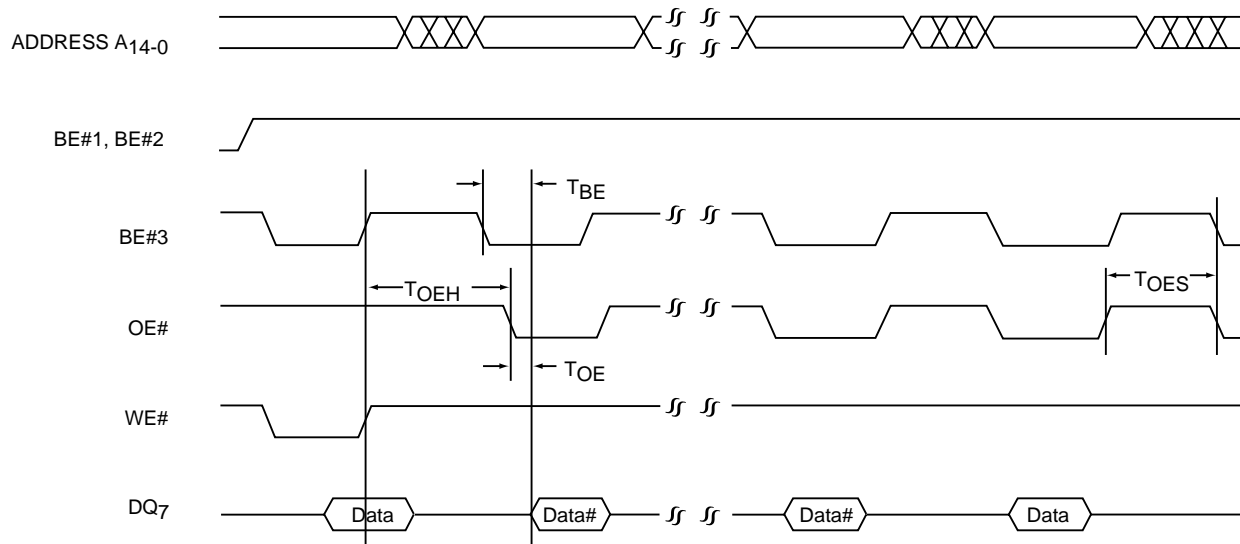 ADDRESS A14-0
BE#1, BE#2
TBE
BE#3
TOEH
TOES
OE#
TOE
WE#
DQ7
Data
Data#
Data#
Data